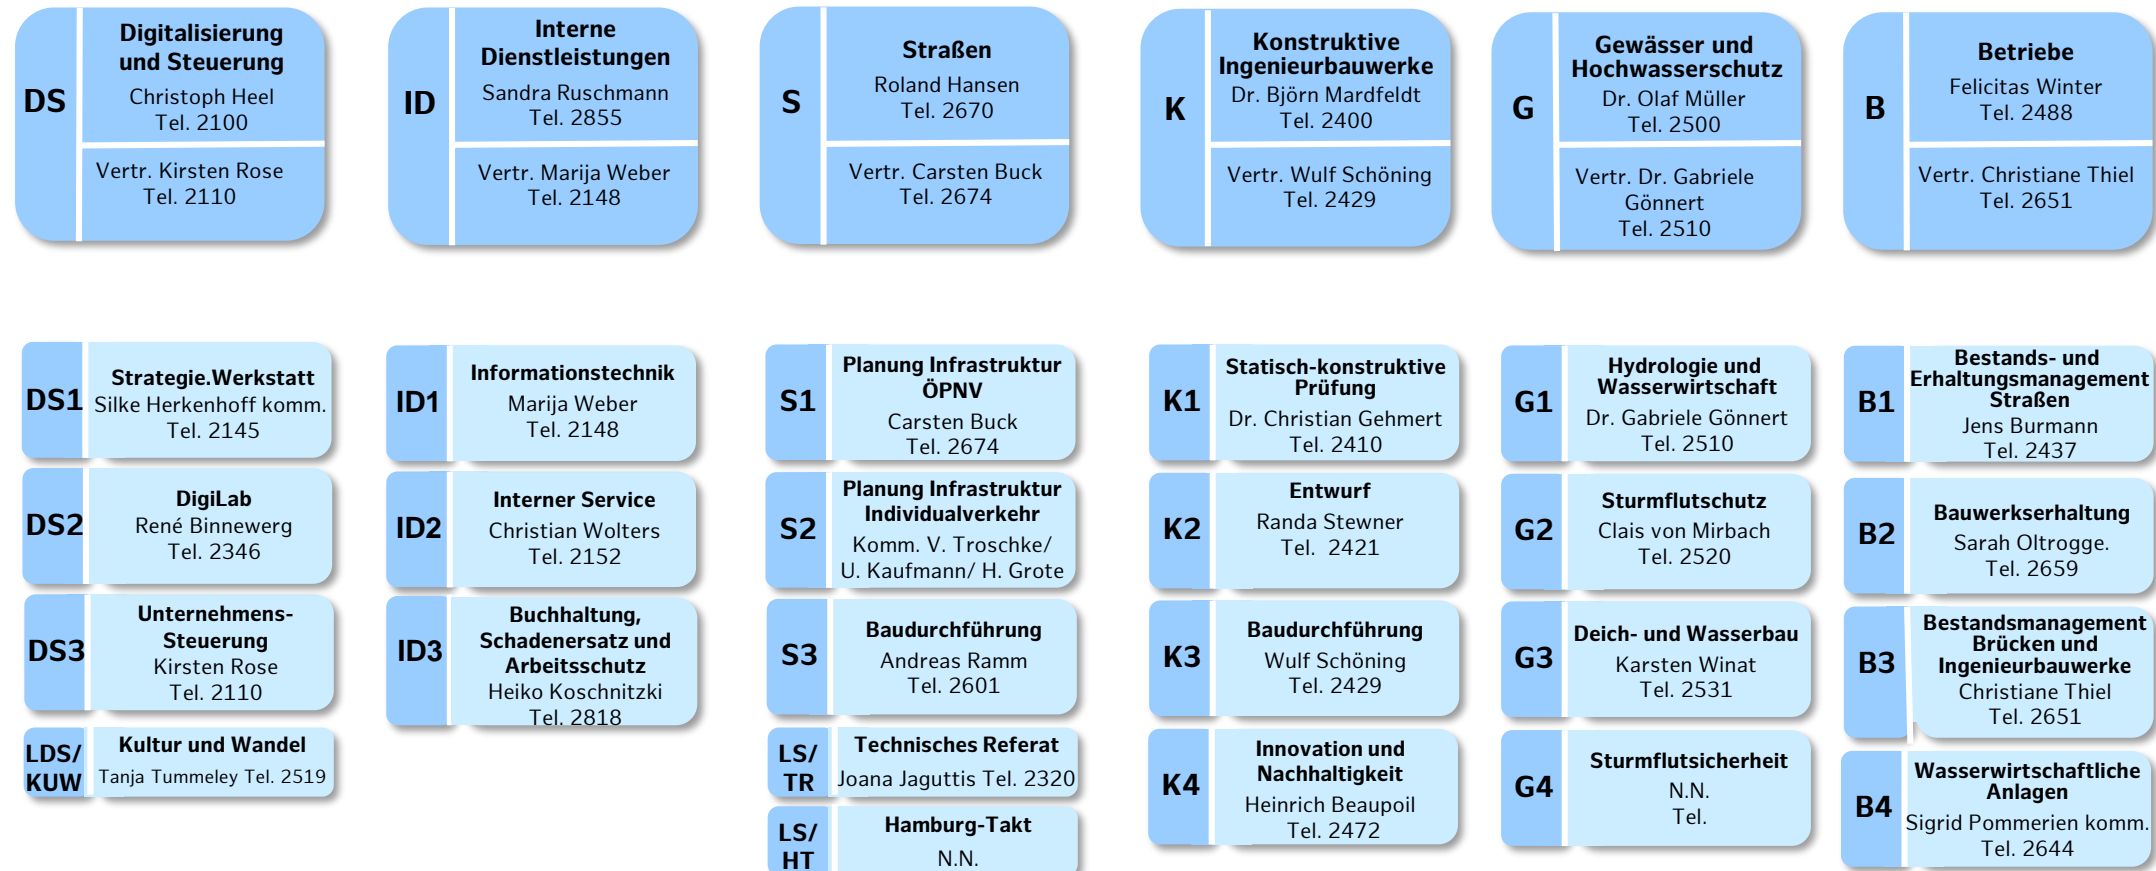 DS
Digitalisierung
und Steuerung
Christoph Heel
Tel. 2100
Vertr. Kirsten Rose
Tel. 2110
ID
Interne
Dienstleistungen
Sandra Ruschmann
Tel. 2855
Vertr. Marija Weber
Tel. 2148
S
Straßen
Roland Hansen
Tel. 2670
Vertr. Carsten Buck
Tel. 2674
K
Konstruktive
Ingenieurbauwerke
Dr. Björn Mardfeldt
Tel. 2400
Vertr. Wulf Schöning
Tel. 2429
G
Gewässer und
Hochwasserschutz
Dr. Olaf Müller
Tel. 2500
Vertr. Dr. Gabriele
Gönnert
Tel. 2510
B
Betriebe
Felicitas Winter
Tel. 2488
Vertr. Christiane Thiel
Tel. 2651
DS1
Strategie.Werkstatt
Silke Herkenhoff komm.
Tel. 2145
DS2
DigiLab
René Binnewerg
Tel. 2346
DS3
Unternehmens-
Steuerung
Kirsten Rose
Tel. 2110
LDS/
KUW
Kultur und Wandel
Tanja Tummeley Tel. 2519
ID1
Informationstechnik
Marija Weber
Tel. 2148
ID2
Interner Service
Christian Wolters
Tel. 2152
ID3
Buchhaltung,
Schadenersatz und
Arbeitsschutz
Heiko Koschnitzki
Tel. 2818
S1
Planung Infrastruktur
ÖPNV
Carsten Buck
Tel. 2674
S2
Planung Infrastruktur
Individualverkehr
Komm. V. Troschke/
U. Kaufmann/ H. Grote
S3
Baudurchführung
Andreas Ramm
Tel. 2601
LS/
TR
Technisches Referat
Joana Jaguttis Tel. 2320
LS/
HT
Hamburg-Takt
N.N.
K1
Statisch-konstruktive
Prüfung
Dr. Christian Gehmert
Tel. 2410
K2
Entwurf
Randa Stewner
Tel. 2421
K3
Baudurchführung
Wulf Schöning
Tel. 2429
K4
Innovation und
Nachhaltigkeit
Heinrich Beaupoil
Tel. 2472
G1
Hydrologie und
Wasserwirtschaft
Dr. Gabriele Gönnert
Tel. 2510
G2
Sturmflutschutz
Clais von Mirbach
Tel. 2520
G3
Deich- und Wasserbau
Karsten Winat
Tel. 2531
G4
Sturmflutsicherheit
N.N.
Tel.
B1
Bestands- und
Erhaltungsmanagement
Straßen
Jens Burmann
Tel. 2437
B2
Bauwerkserhaltung
Sarah Oltrogge.
Tel. 2659
B3
Bestandsmanagement
Brücken und
Ingenieurbauwerke
Christiane Thiel
Tel. 2651
B4
Wasserwirtschaftliche
Anlagen
Sigrid Pommerien komm.
Tel. 2644